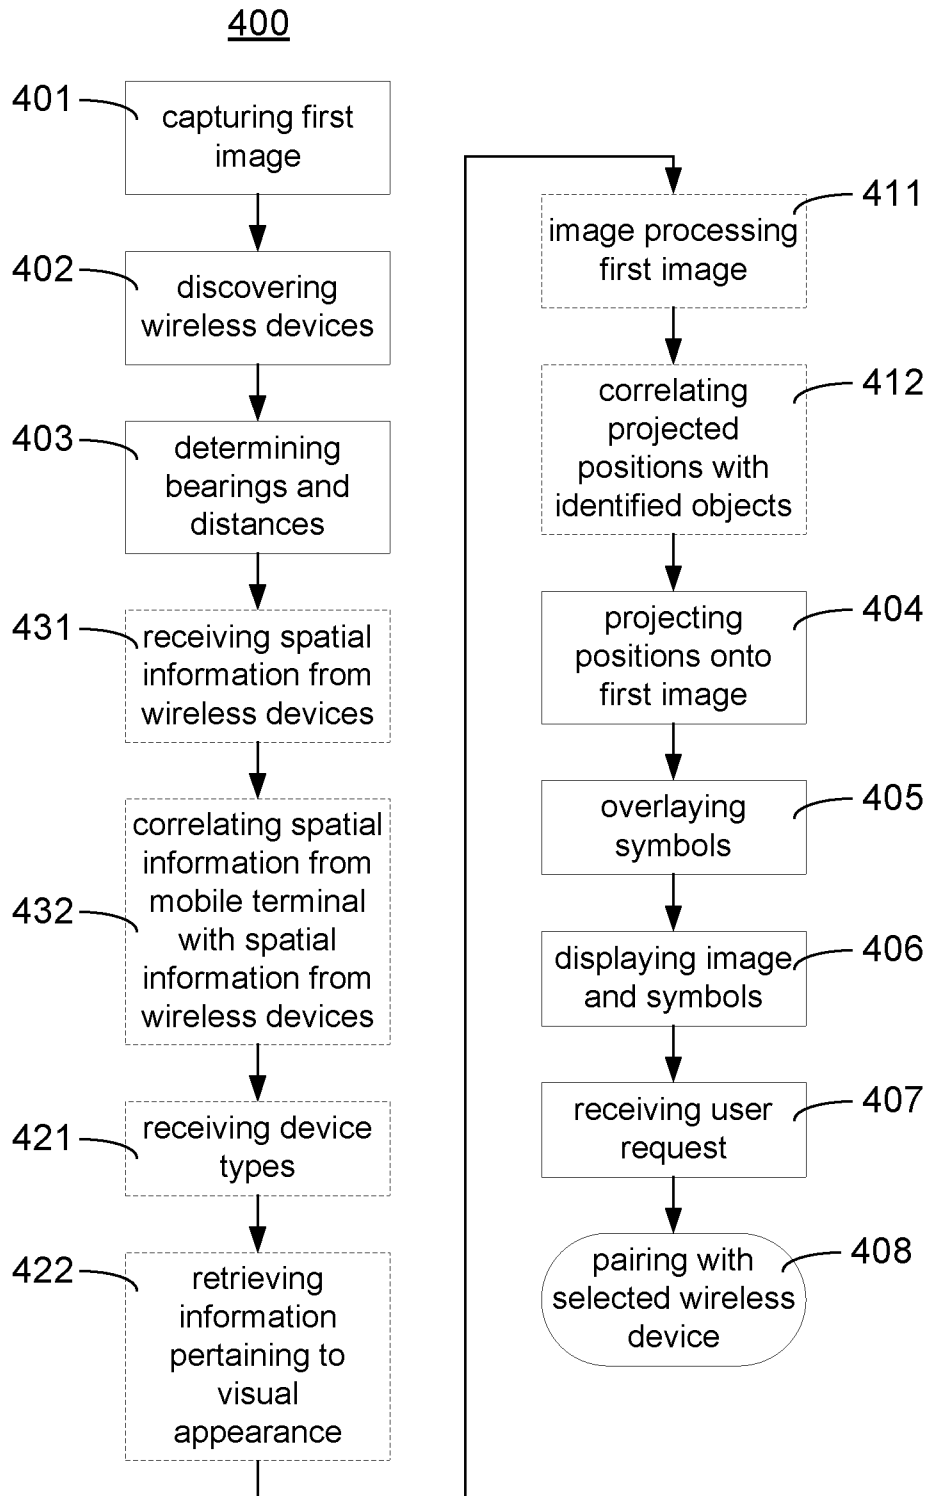 400
401
capturing first
image
402
discovering
wireless devices
403
determining
bearings and
distances
431
receiving spatial
information from
wireless devices
432
correlating spatial
information from
mobile terminal
with spatial
information from
wireless devices
421
receiving device
types
422
retrieving
information
pertaining to
visual
appearance
411
image processing
first image
412
correlating
projected
positions with
identified objects
404
projecting
positions onto
first image
405
overlaying
symbols
406
displaying image
and symbols
407
receiving user
request
408
pairing with
selected wireless
device